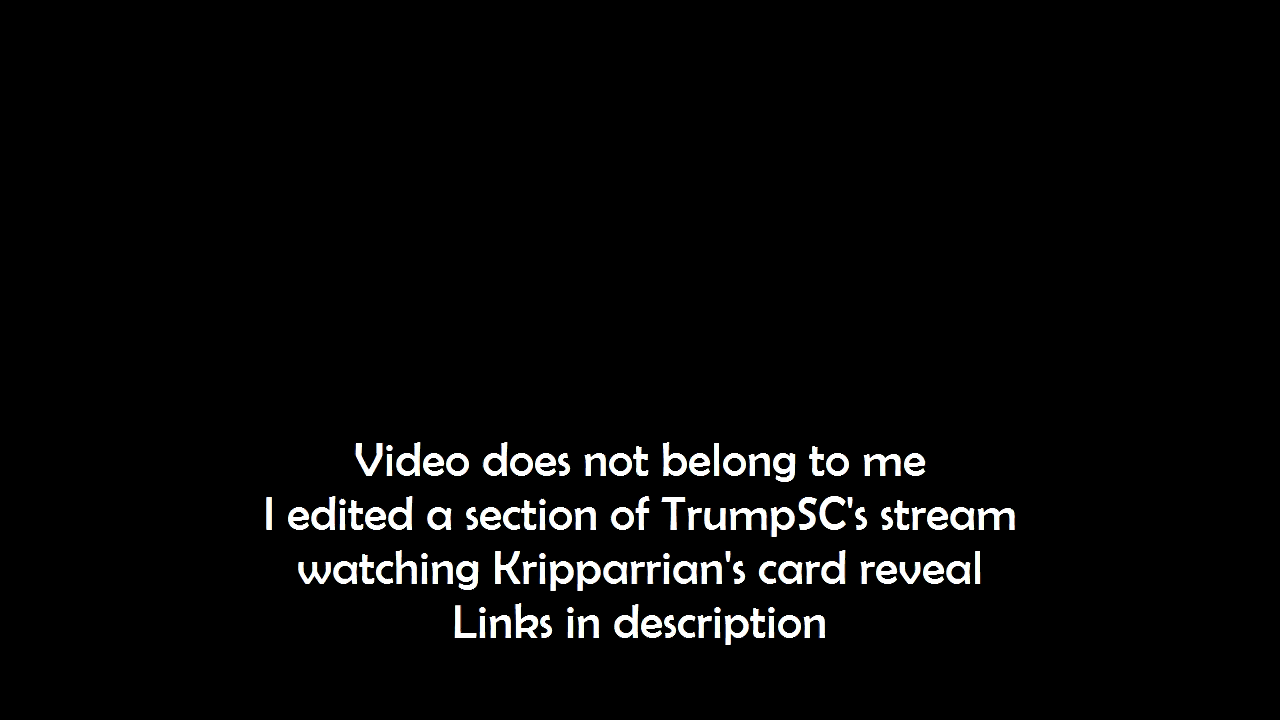 Video does not belong to me
I edited a section of TrumpSC's stream
watching Kripparrian's card reveal
Links in description